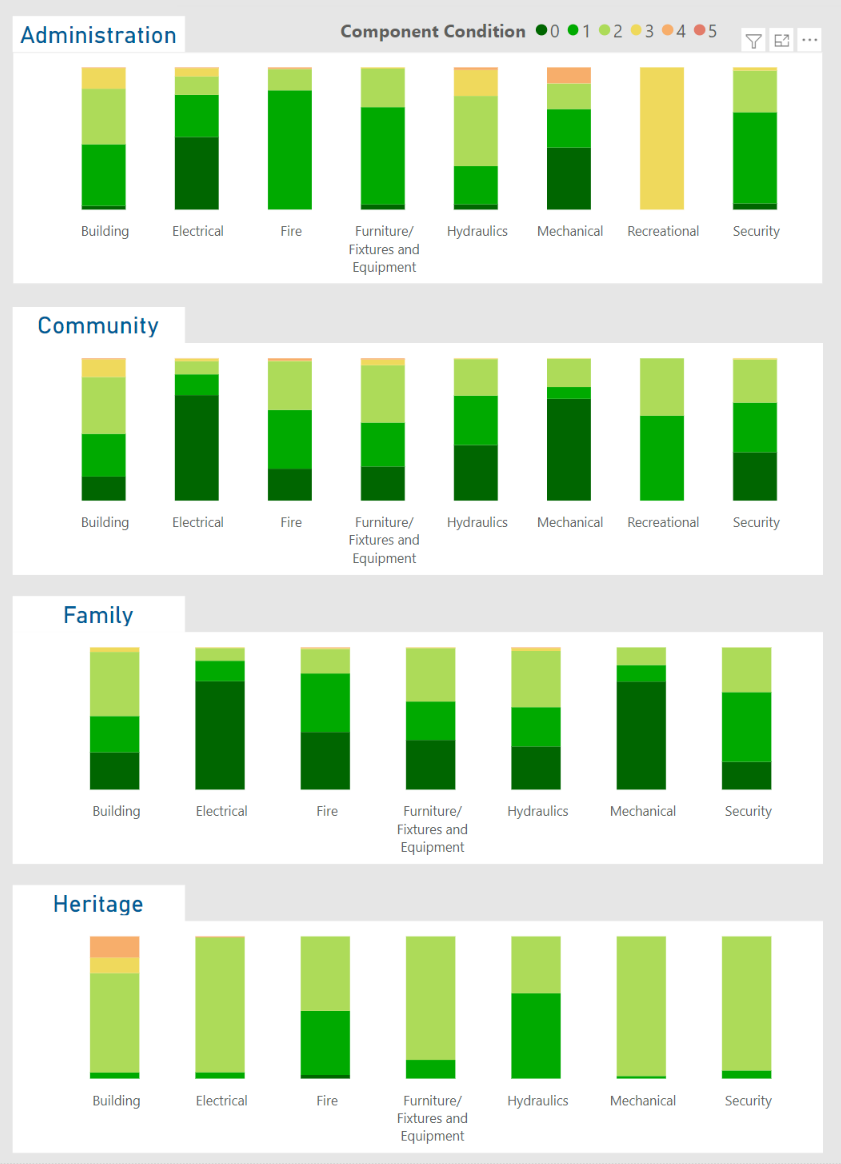 Administration
Component Condition 0 1 2 3 4 5
Building Electrical Fire Furniture/ Hydraulics Mechanical Recreational Security
Fixtures and
Equipment
Community
Building Electrical Fire Furniture/ Hydraulics Mechanical Recreational Security
Fixtures and
Equipment
Family
Building Electrical Fire Furniture/ Hydraulics Mechanical Security
Fixtures and
Equipment
Heritage
Building Electrical Fire Furniture/ Hydraulics Mechanical Security
Fixtures and
Equipment